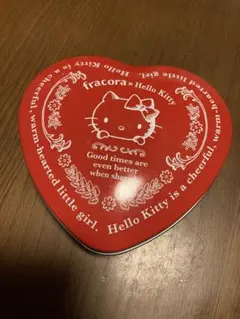 Hello Kitty is a cheerful, warm-hearted little girl. Hello Kitty is a cheerful, warm-hearted little girl.
fracora × Hello Kitty
Good times are
even better
when shared